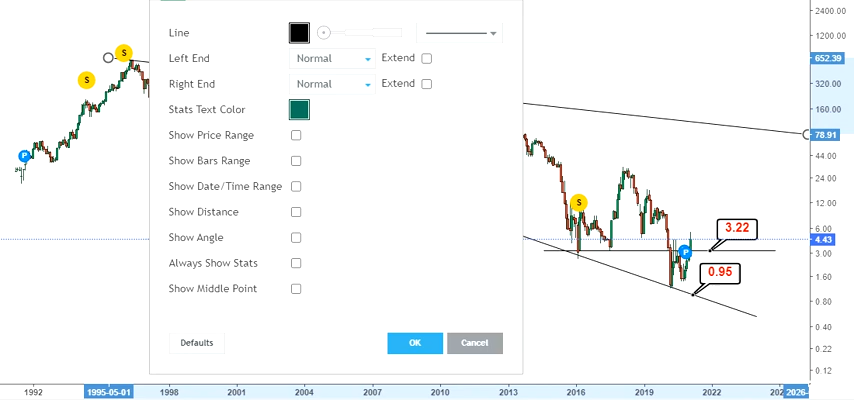 2400.00
1200.00
S
S
Line
652.39
Left End Normal Extend
320.00
Right End Normal Extend
160.00
Stats Text Color
Show Price Range
78.91
Show Bars Range
44.00
P
24.00
Show Date/Time Range
S
12.00
Show Distance
6.00
3.22
Show Angle
4.43
P
3.00
Always Show Stats
0.95
1.60
Show Middle Point
0.80
0.40
Defaults OK Cancel
0.22
0.12
1992 1995-05-01 1998 2001 2004 2007 2010 2013 2016 2019 2022 2026-